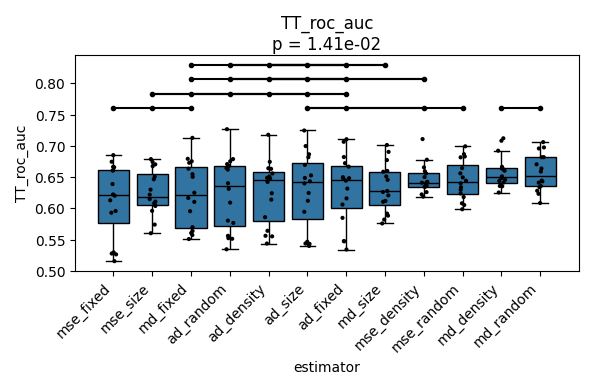 TT_roc_auc
p = 1.41e-02
TT_roc_auc
0.80
0.75
0.70
0.65
0.60
0.55
0.50
mse_fixed
mse_size
md_fixed
ad_random
ad_density
ad_size
ad_fixed
md_size
mse_density
mse_random
md_density
md_random
estimator